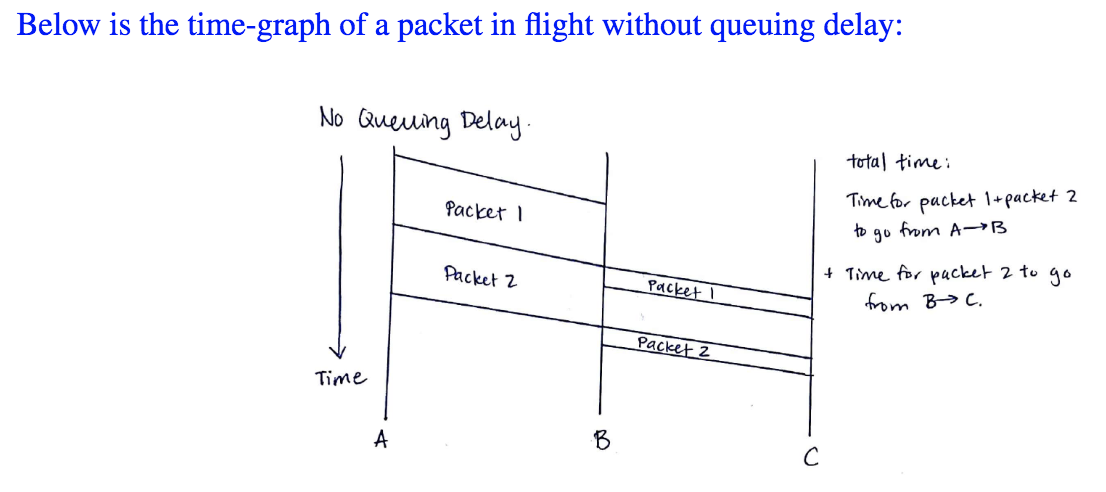 Below is the time-graph of a packet in flight without queuing delay:
No Queuing Delay.
total time:
Time for packet 1+packet 2
to go from A→B
+ Time for packet 2 to go
from B→C.
Packet 1
Packet 2
Packet 1
Packet 2
Time
A
B
C